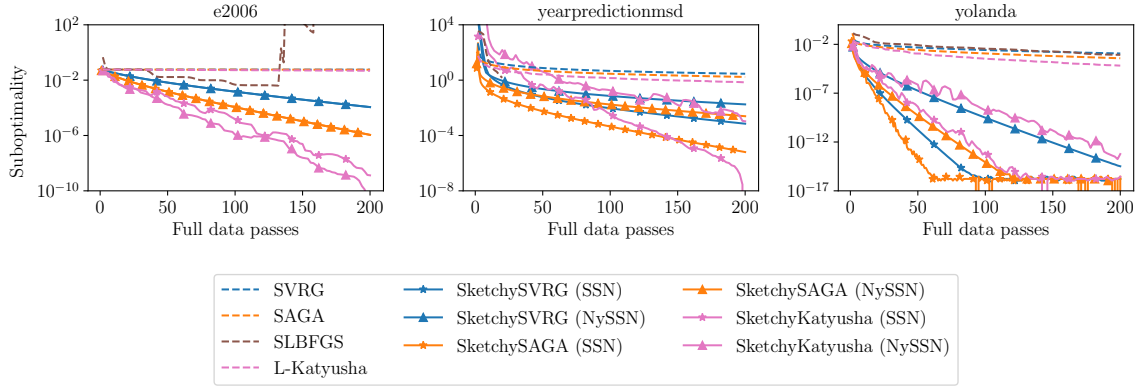 e2006
yearpredictionmsd
yolanda
Suboptimality
10^2
10^−2
10^−6
10^−10
10^4
10^0
10^−4
10^−8
10^−2
10^−7
10^−12
10^−17
0 50 100 150 200
0 50 100 150 200
0 50 100 150 200
Full data passes
Full data passes
Full data passes
SVRG
SAGA
SLBFGS
L-Katyusha
SketchySVRG (SSN)
SketchySVRG (NySSN)
SketchySAGA (SSN)
SketchySAGA (NySSN)
SketchyKatyusha (SSN)
SketchyKatyusha (NySSN)